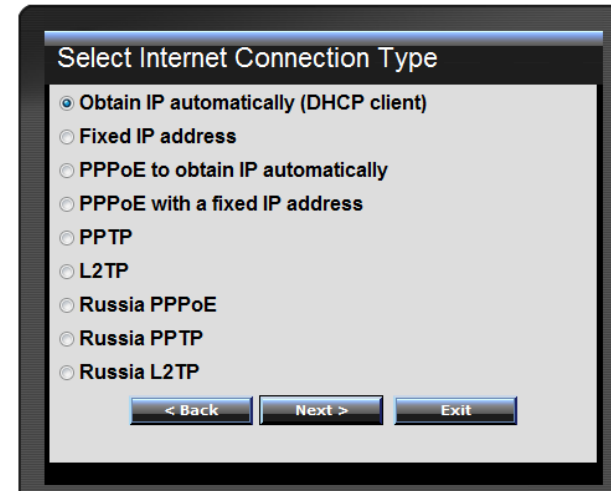 Select Internet Connection Type
Obtain IP automatically (DHCP client)
Fixed IP address
PPPoE to obtain IP automatically
PPPoE with a fixed IP address
PPTP
L2TP
Russia PPPoE
Russia PPTP
Russia L2TP
< Back Next > Exit